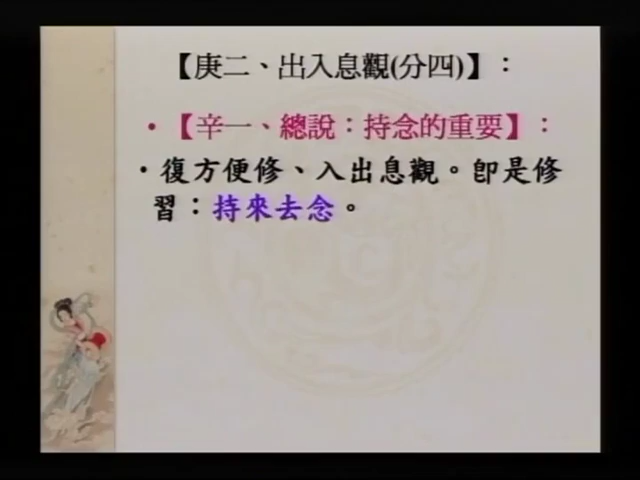 【庚二、出入息觀(分四)】：
•【辛一、總說：持念的重要】：
•復方便修、入出息觀。卽是修
習：持來去念。